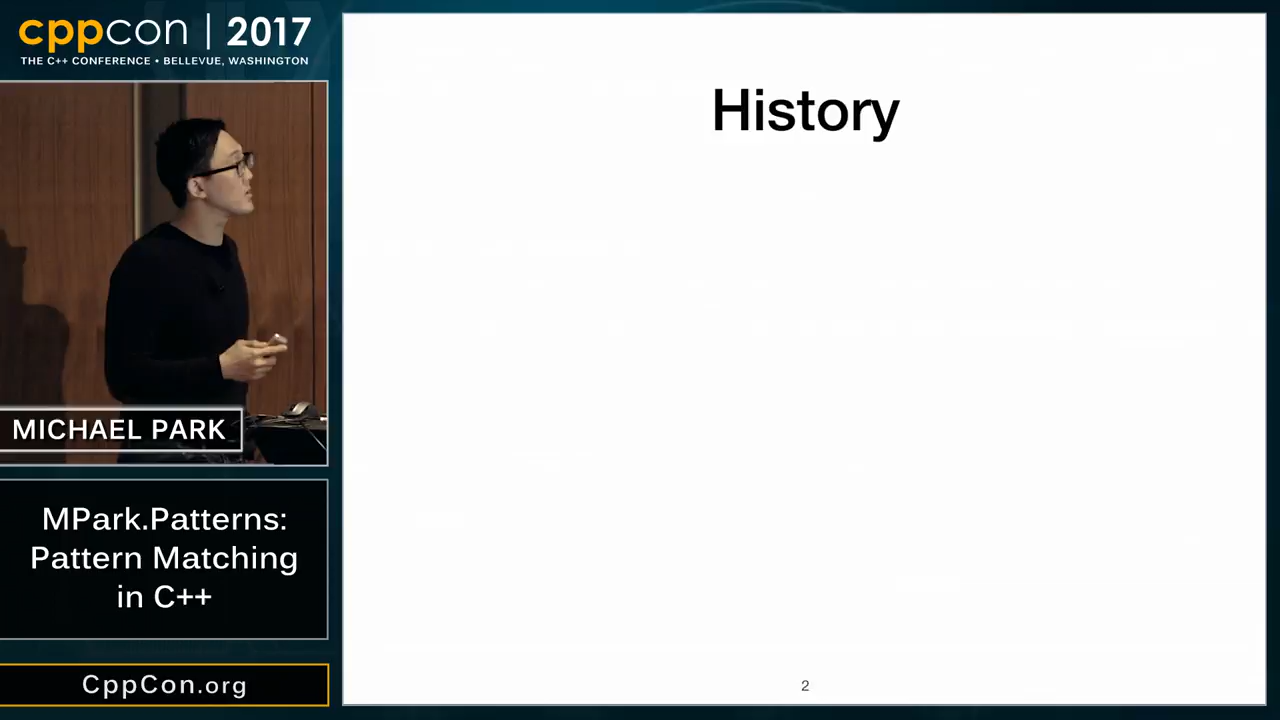 cppcon | 2017
THE C++ CONFERENCE • BELLEVUE, WASHINGTON
MICHAEL PARK
MPark.Patterns:
Pattern Matching
in C++
CppCon.org
History
2